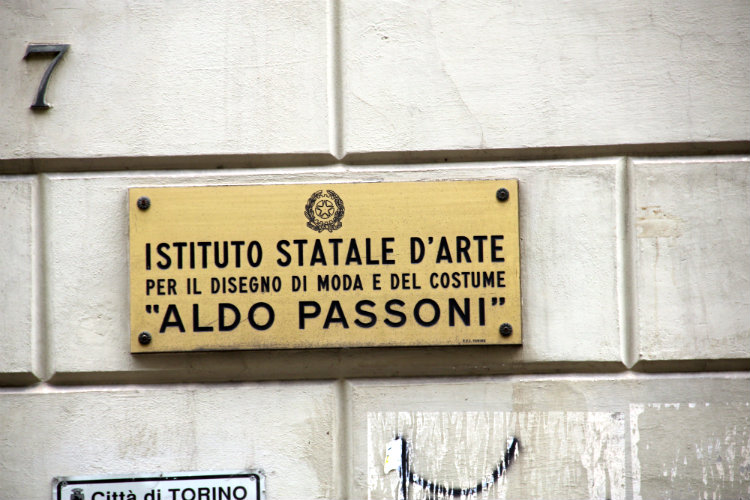 7
ISTITUTO STATALE D'ARTE
PER IL DISEGNO DI MODA E DEL COSTUME
"ALDO PASSONI"
Città di TORINO